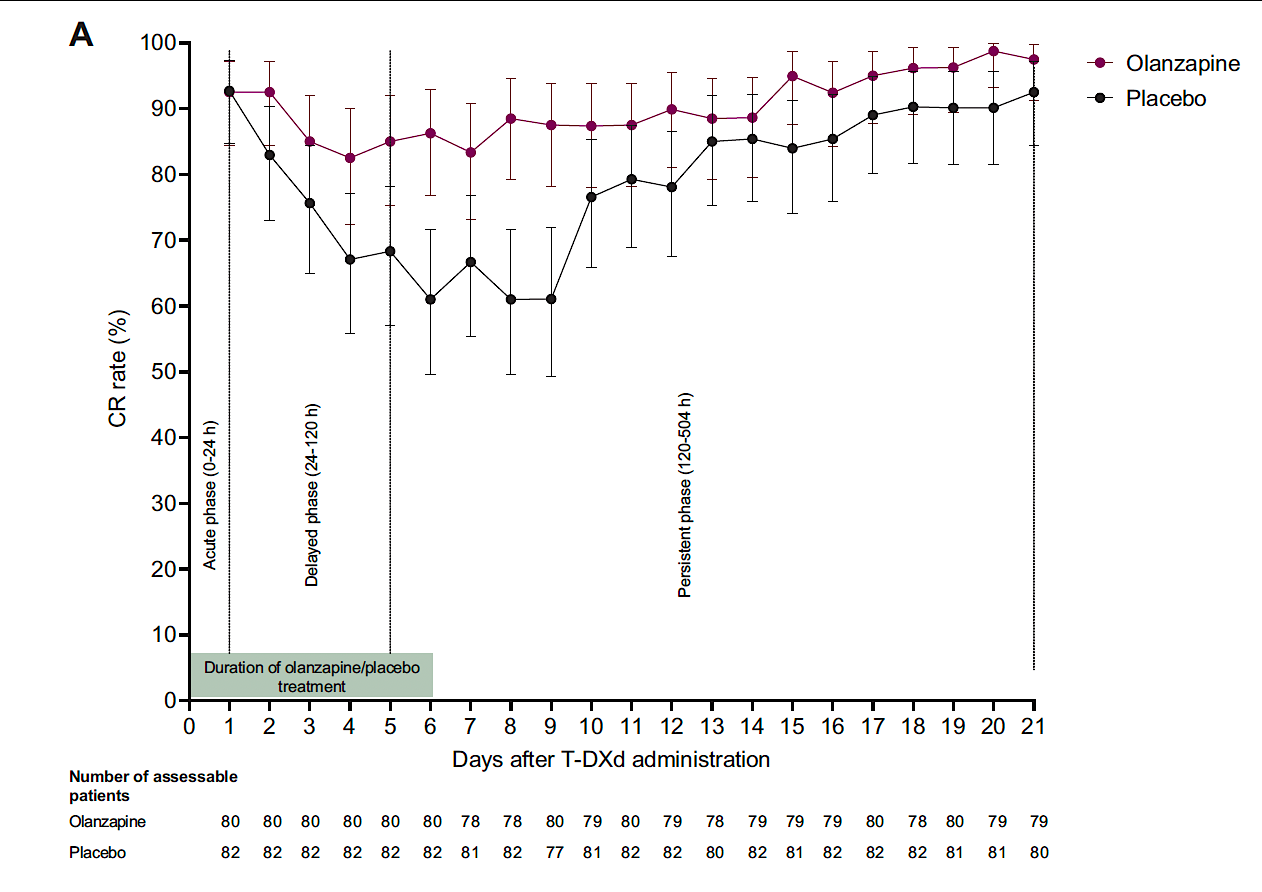 A
Olanzapine
Placebo
100
90
80
70
60
50
40
30
20
10
0
CR rate (%)
Acute phase (0-24 h)
Delayed phase (24-120 h)
Persistent phase (120-504 h)
Duration of olanzapine/placebo
treatment
0 1 2 3 4 5 6 7 8 9 10 11 12 13 14 15 16 17 18 19 20 21
Days after T-DXd administration
Number of assessable
patients
Olanzapine 80 80 80 80 80 80 78 78 80 79 80 79 78 79 79 79 80 78 80 79 79
Placebo 82 82 82 82 82 82 81 82 77 81 82 82 80 82 81 82 82 82 81 81 80